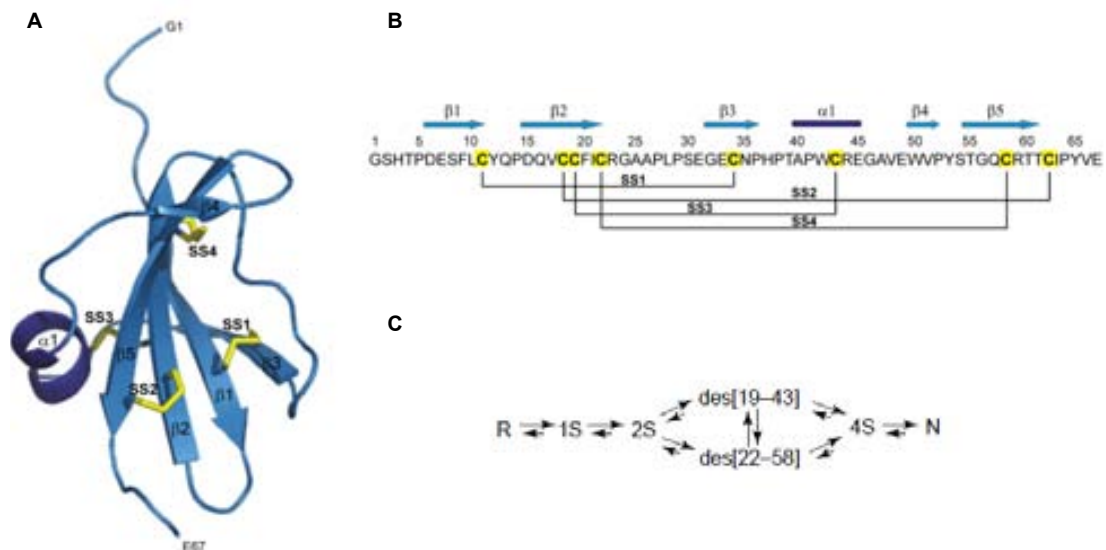 A
G1
β4
SS4
SS3
α1
SS1
β5
β3
SS2
β1
β2
E67
B
β1 β2 β3 α1 β4 β5
1 5 10 15 20 25 30 35 40 45 50 55 60 65
GSHTPDESFLCYQPDQVCCFICRGAAPLPSEGECNPHPTAPWCREGAVEWVPYSTGQCRTTCIPYVE
SS1
SS2
SS3
SS4
C
des[19–43]
R 1S 2S 4S N
des[22–58]